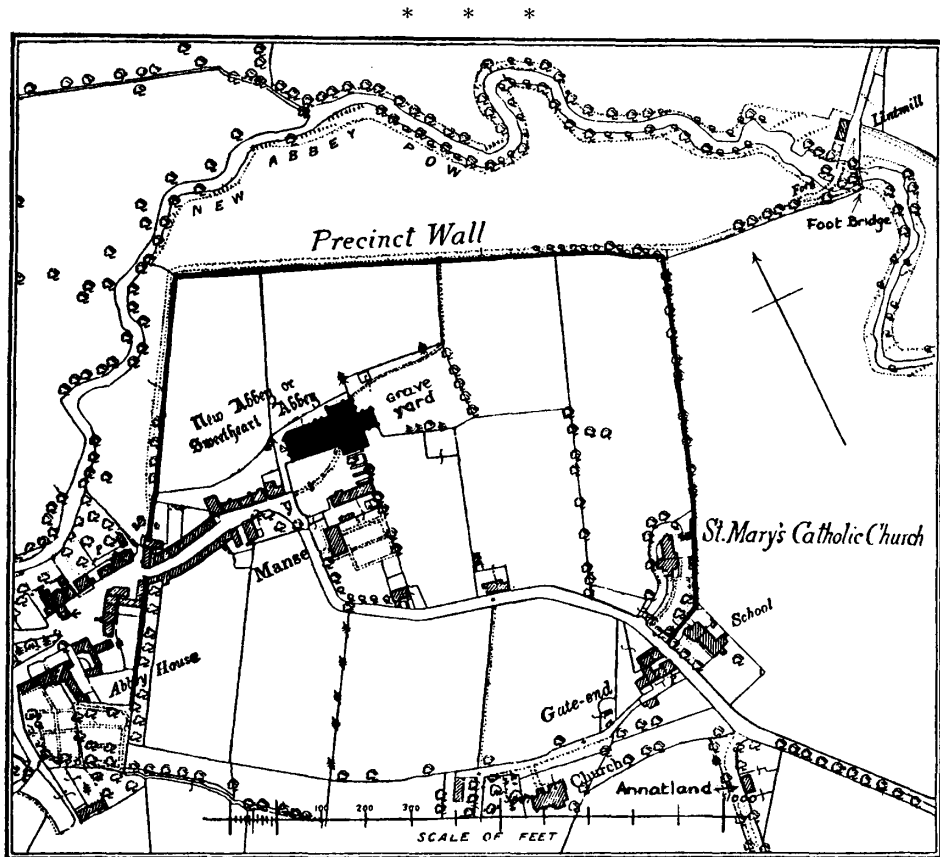 * * *
Lintmill
NEW ABBEY POW
Ford
Foot Bridge
Precinct Wall
New Abbey or
Sweetheart Abbey
Grave
yard
St. Mary's Catholic Church
Manse
School
Abbey House
Gate-end
Church
Annatland
100 200 300 1000
SCALE OF FEET